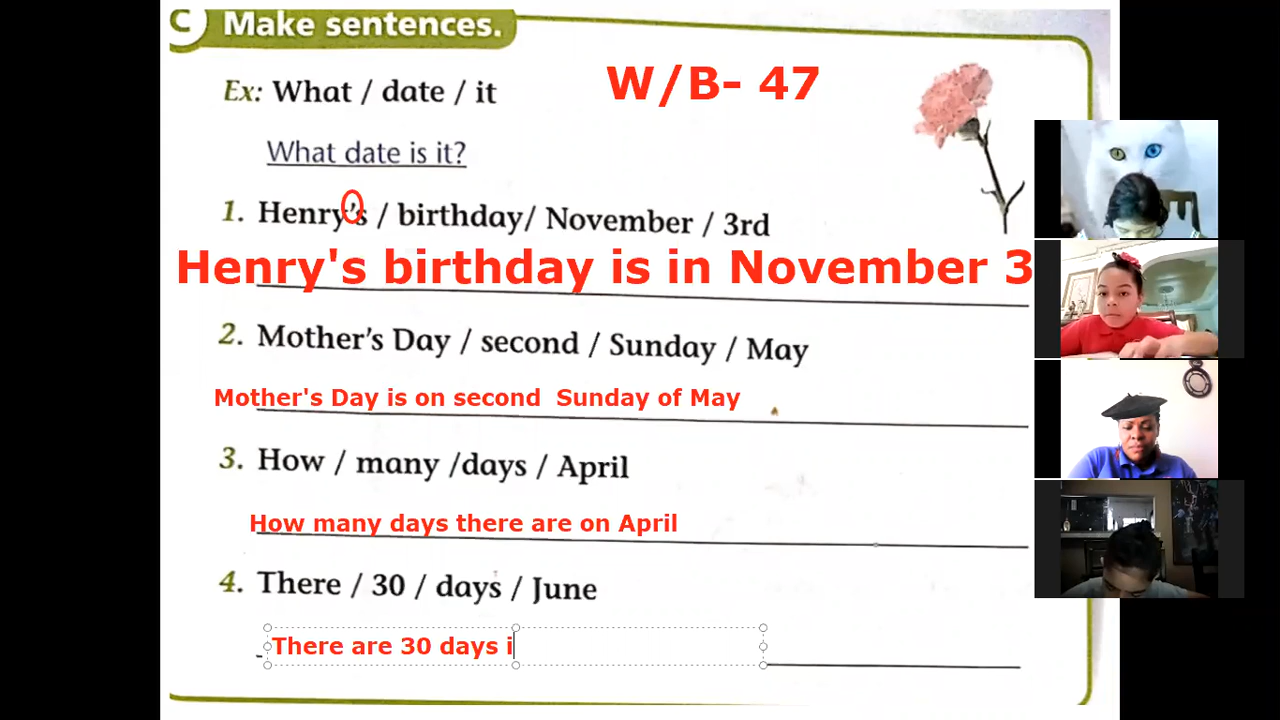 C Make sentences.
Ex: What / date / it
W/B- 47
What date is it?
1. Henry's / birthday/ November / 3rd
Henry's birthday is in November 3
2. Mother's Day / second / Sunday / May
Mother's Day is on second Sunday of May
3. How / many /days / April
How many days there are on April
4. There / 30 / days / June
There are 30 days i